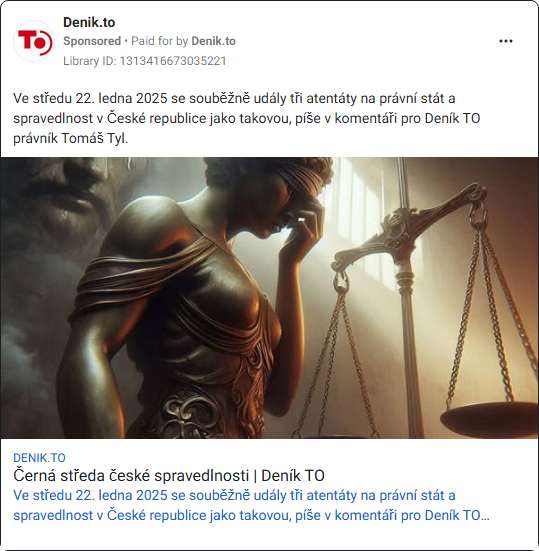 Denik.to
Sponsored • Paid for by Denik.to
Library ID: 1313416673035221
Ve středu 22. ledna 2025 se souběžně udály tři atentáty na právní stát a
spravedlnost v České republice jako takovou, píše v komentáři pro Deník TO
právník Tomáš Tyl.
TO
DENIK.TO
Černá středa české spravedlnosti | Deník TO
Ve středu 22. ledna 2025 se souběžně udály tři atentáty na právní stát a
spravedlnost v České republice jako takovou, píše v komentáři pro Deník TO...